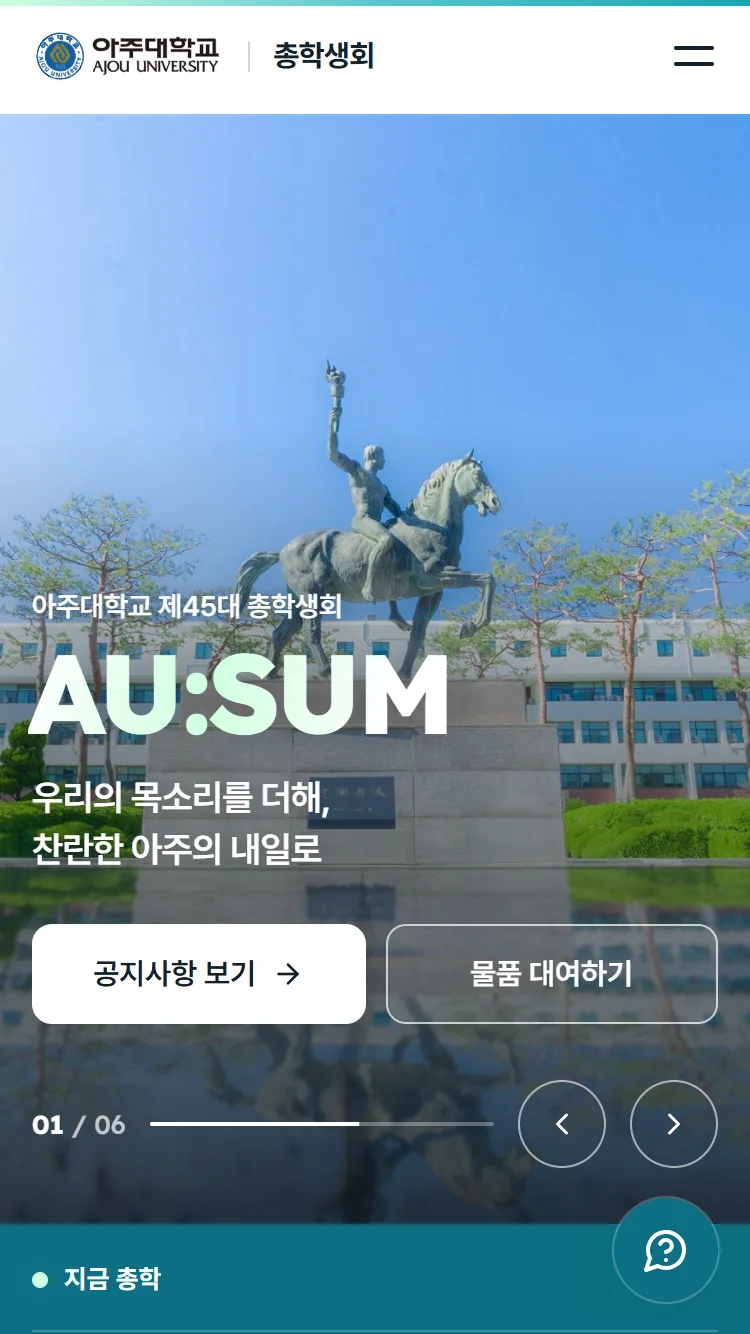 아주대학교
AJOU UNIVERSITY
총학생회
아주대학교 제45대 총학생회
AU:SUM
우리의 목소리를 더해,
찬란한 아주의 내일로
공지사항 보기
물품 대여하기
01 / 06
지금 총학